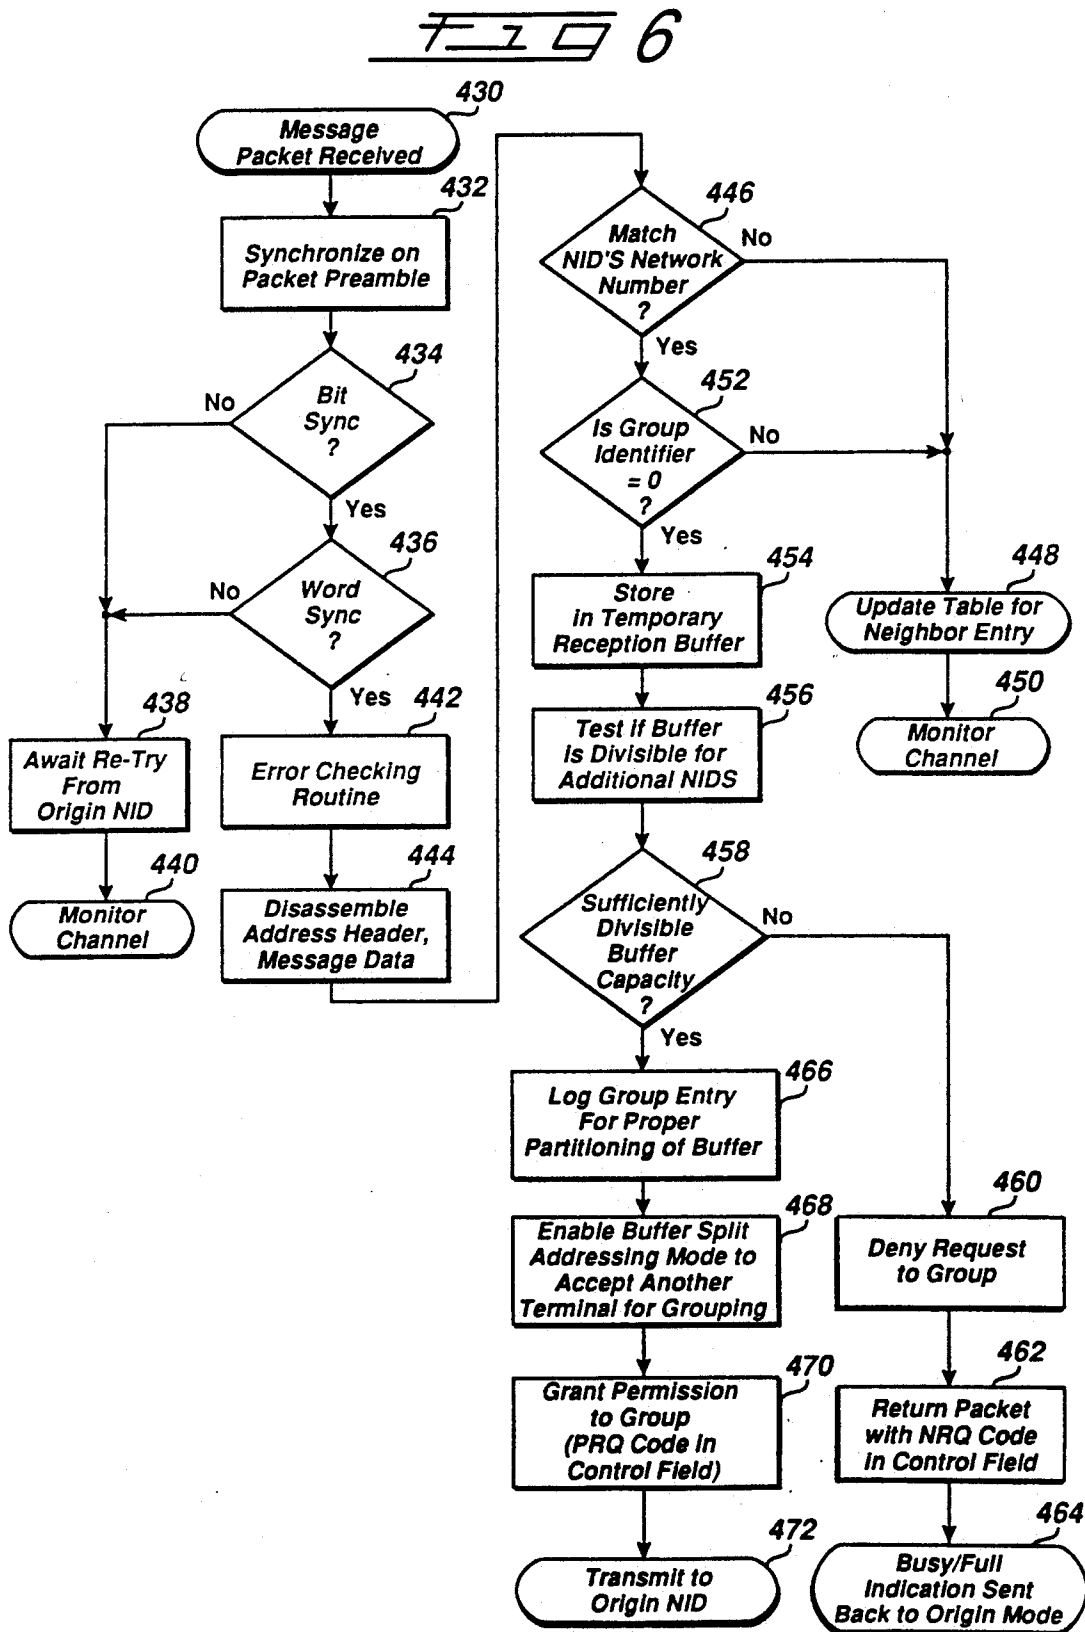 Fig 6
430
Message
Packet Received
432
Synchronize on
Packet Preamble
434
Bit
Sync
?
No
Yes
436
Word
Sync
?
No
Yes
438
Await Re-Try
From
Origin NID
440
Monitor
Channel
442
Error Checking
Routine
444
Disassemble
Address Header,
Message Data
446
Match
NID'S Network
Number
?
No
Yes
452
Is Group
Identifier
= 0
?
No
Yes
448
Update Table for
Neighbor Entry
450
Monitor
Channel
454
Store
in Temporary
Reception Buffer
456
Test if Buffer
is Divisible for
Additional NIDS
458
Sufficiently
Divisible
Buffer
Capacity
?
No
Yes
466
Log Group Entry
For Proper
Partitioning of Buffer
468
Enable Buffer Split
Addressing Mode to
Accept Another
Terminal for Grouping
470
Grant Permission
to Group
(PRQ Code in
Control Field)
472
Transmit to
Origin NID
460
Deny Request
to Group
462
Return Packet
with NRQ Code
in Control Field
464
Busy/Full
Indication Sent
Back to Origin Mode